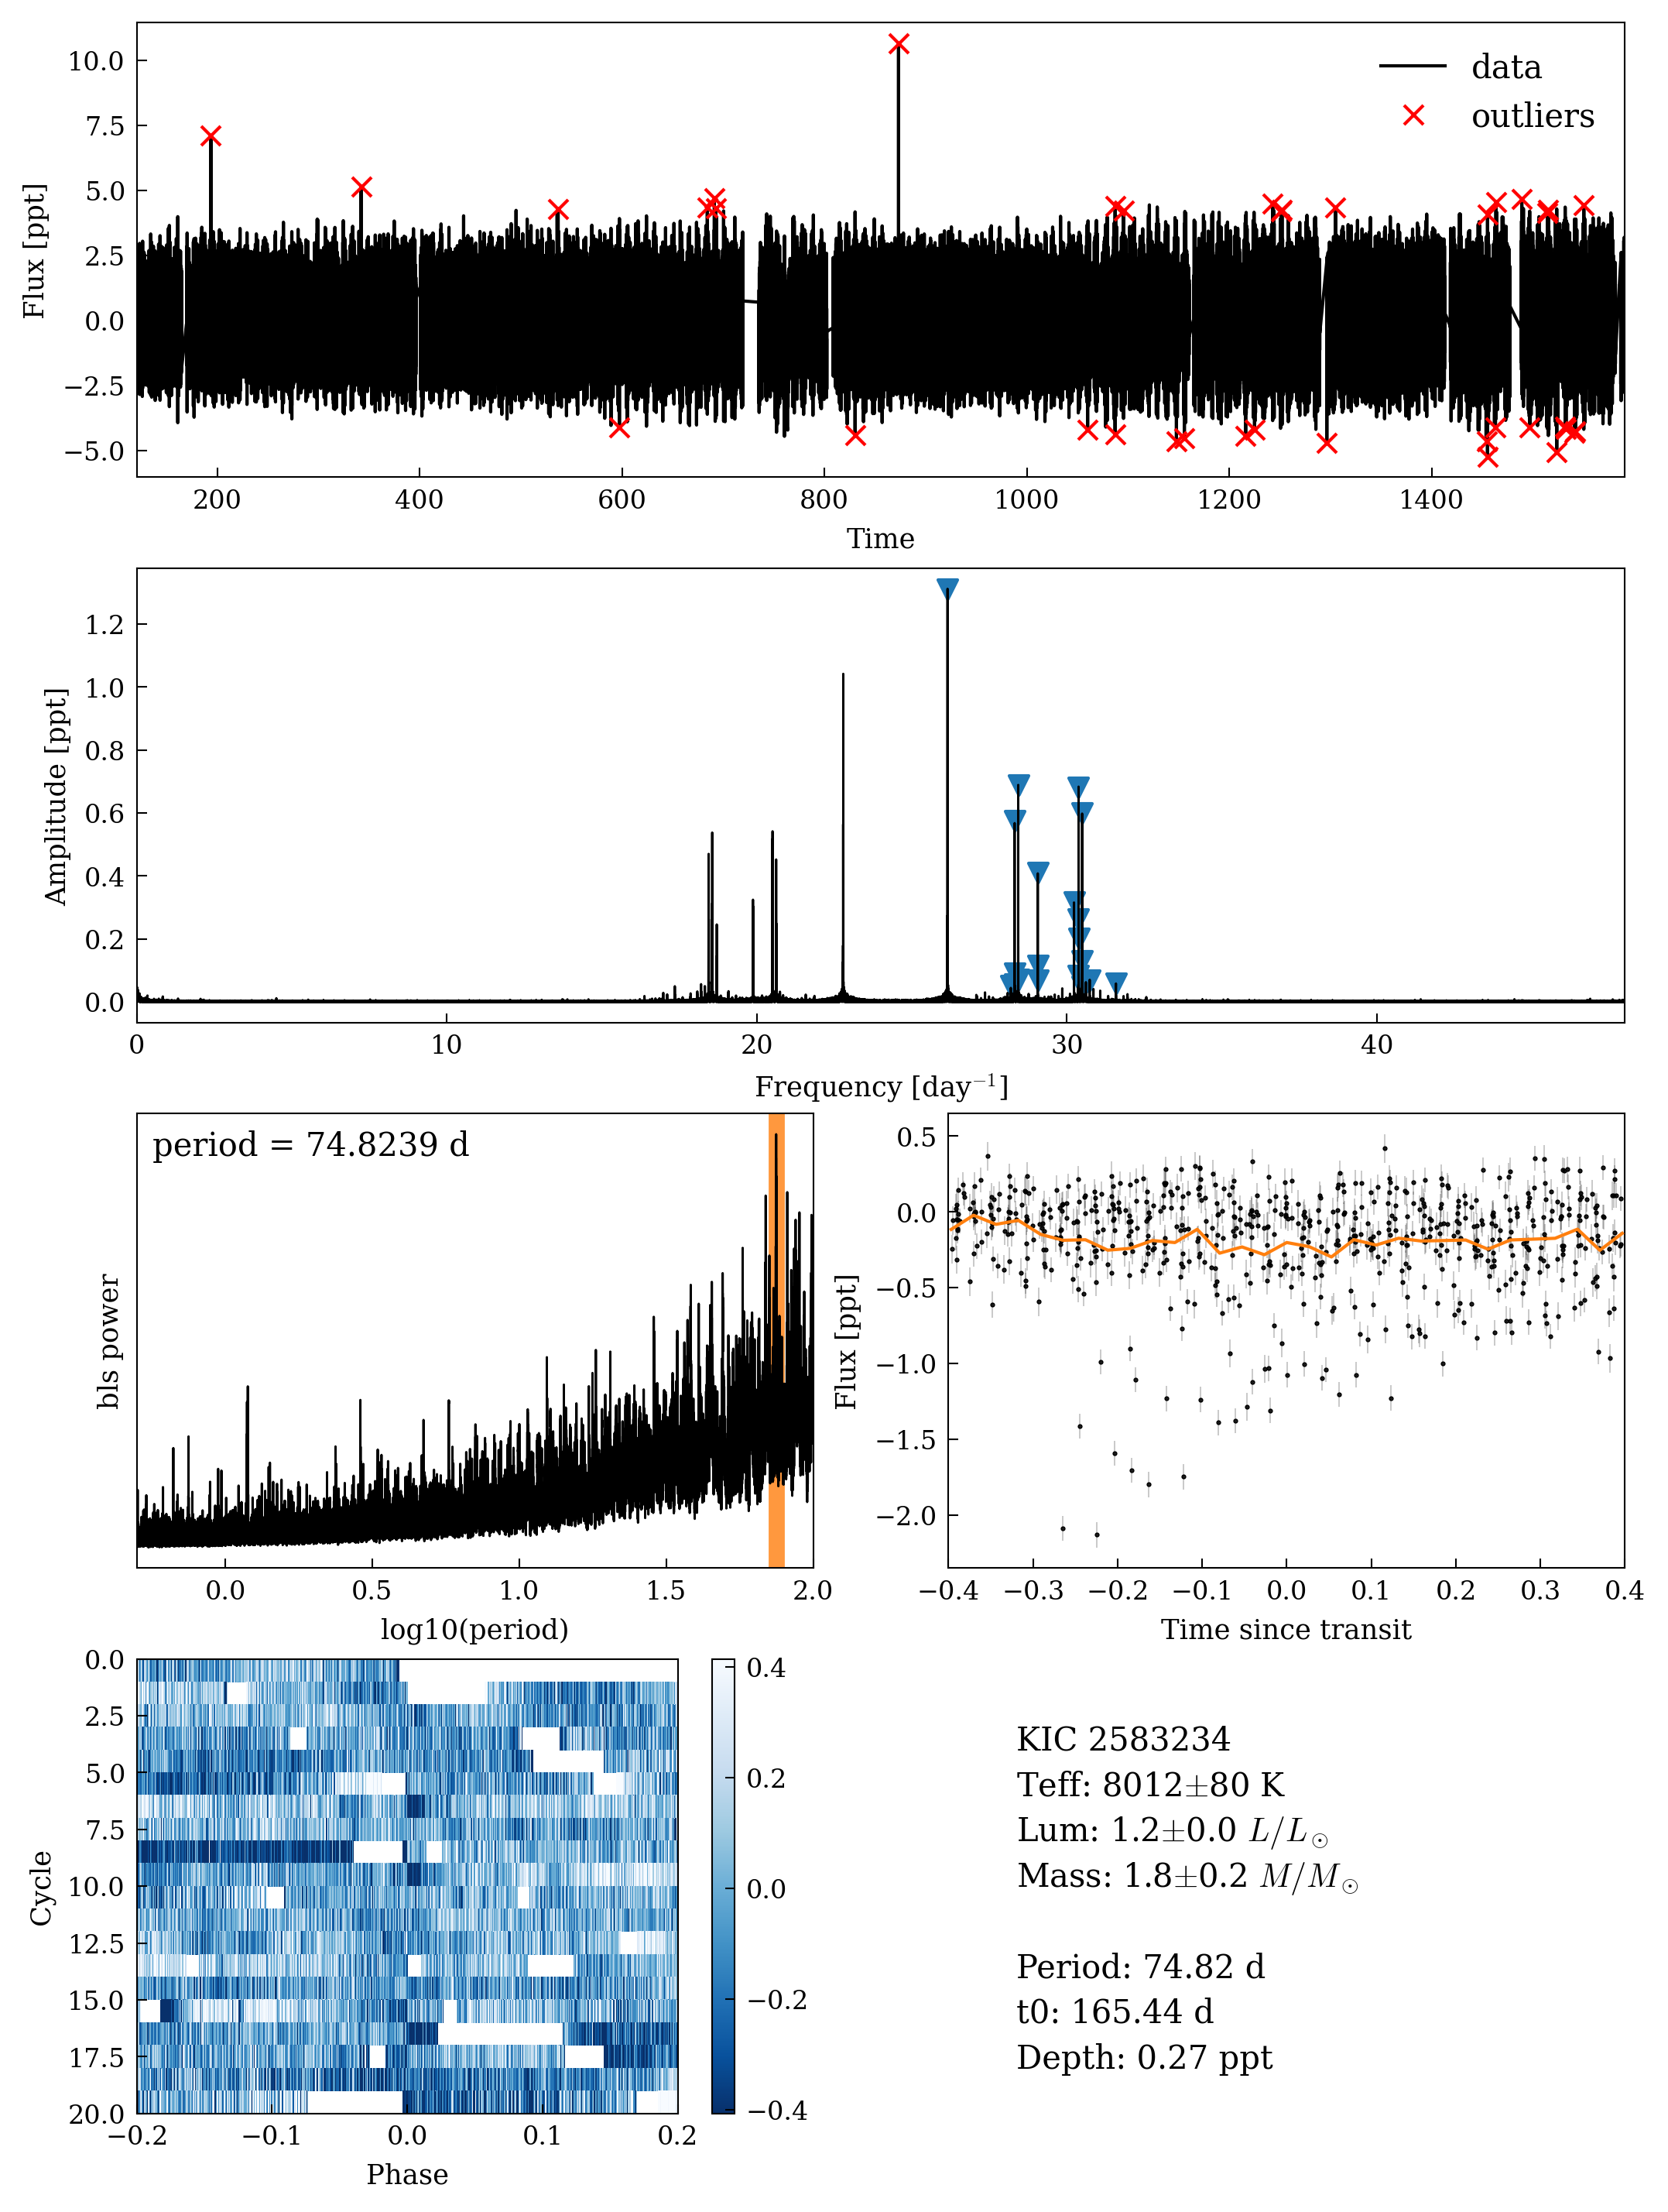 10.0
7.5
5.0
2.5
0.0
−2.5
−5.0
Flux [ppt]
data
outliers
200 400 600 800 1000 1200 1400
Time
1.2
1.0
0.8
0.6
0.4
0.2
0.0
Amplitude [ppt]
0 10 20 30 40
Frequency [day⁻¹]
period = 74.8239 d
bls power
0.0 0.5 1.0 1.5 2.0
log10(period)
0.5
0.0
−0.5
−1.0
−1.5
−2.0
Flux [ppt]
−0.4 −0.3 −0.2 −0.1 0.0 0.1 0.2 0.3 0.4
Time since transit
0.0
2.5
5.0
7.5
10.0
12.5
15.0
17.5
20.0
Cycle
−0.2 −0.1 0.0 0.1 0.2
Phase
0.4
0.2
0.0
−0.2
−0.4
KIC 2583234
Teff: 8012±80 K
Lum: 1.2±0.0 L/L☉
Mass: 1.8±0.2 M/M☉
Period: 74.82 d
t0: 165.44 d
Depth: 0.27 ppt